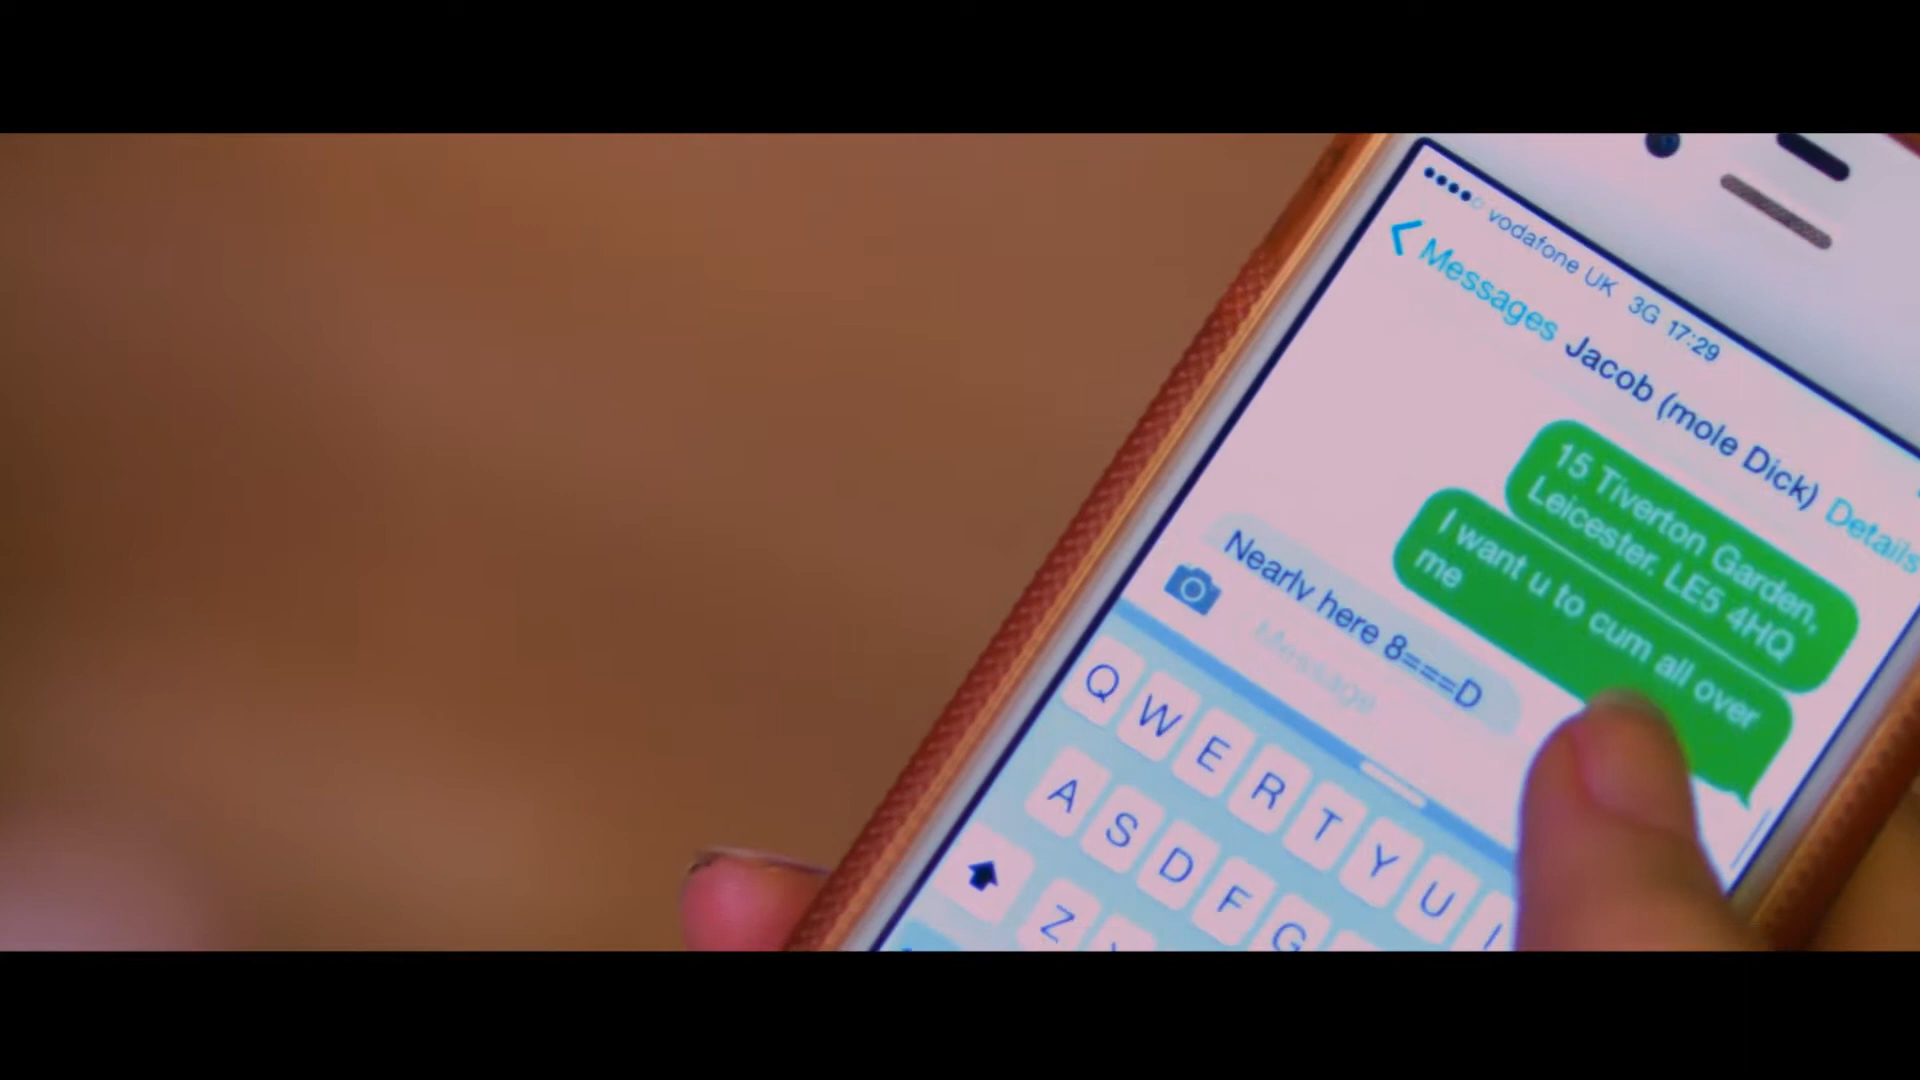 vodafone UK 3G 17:29
Messages Jacob (mole Dick) Details
15 Tiverton Garden,
Leicester. LE5 4HQ
I want u to cum all over
me
Nearly here 8===D
Message
Q W E R T Y U I
A S D F G
Z